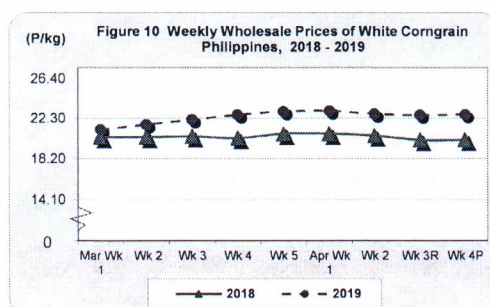 Figure 10 Weekly Wholesale Prices of White Corngrain
Philippines, 2018 - 2019
(P/kg)
26.40
22.30
18.20
14.10
0
Mar Wk 1 Wk 2 Wk 3 Wk 4 Wk 5 Apr Wk 1 Wk 2 Wk 3R Wk 4P
2018 2019